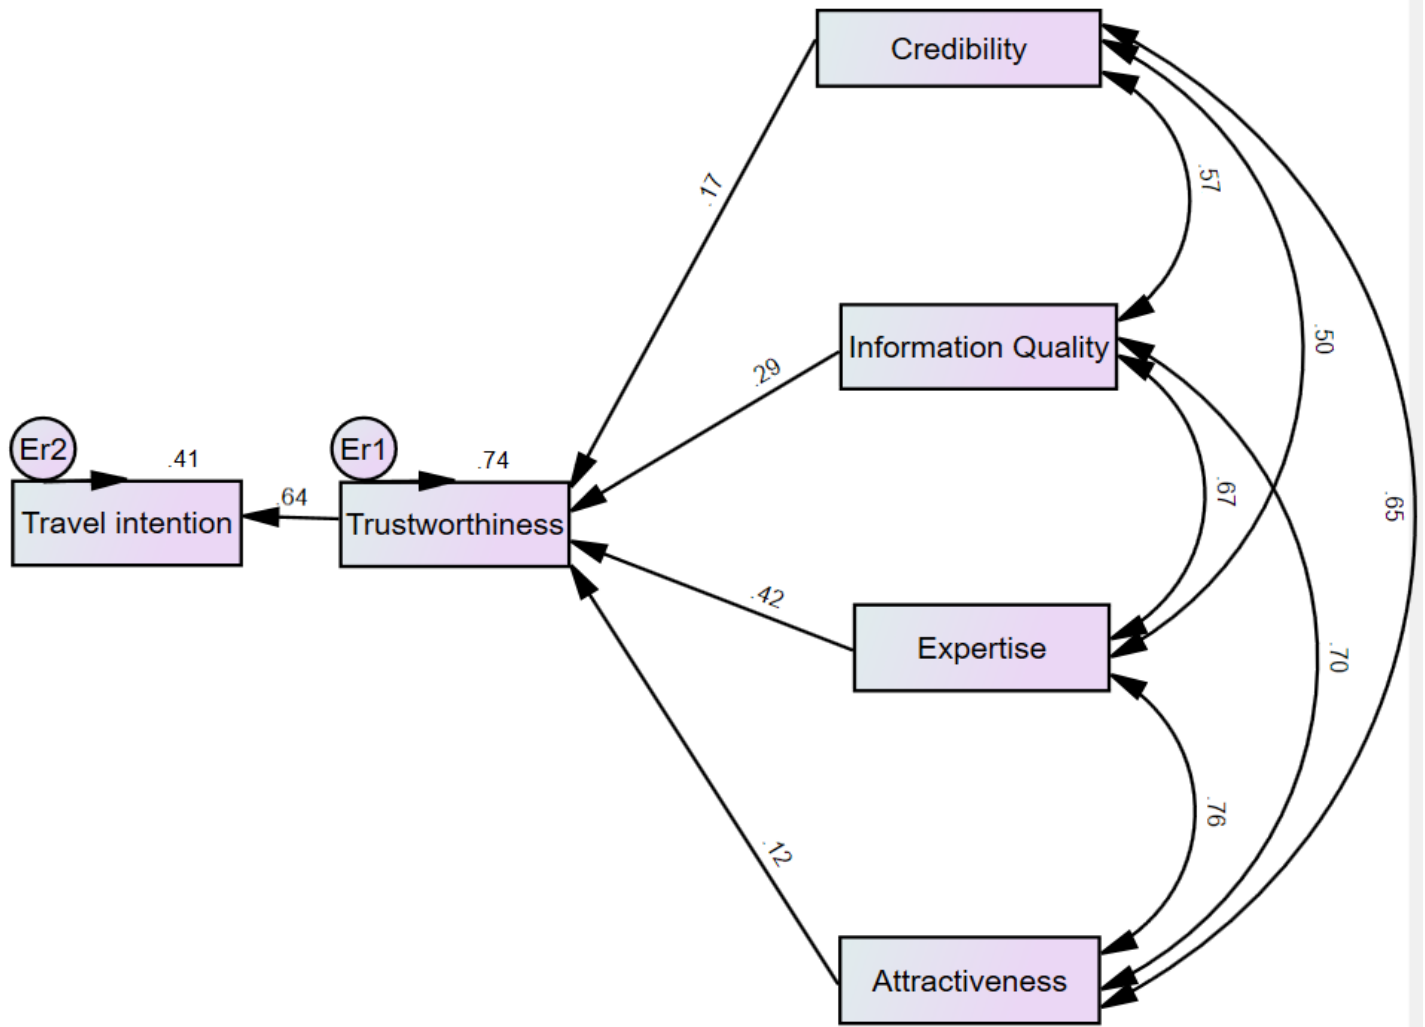 Credibility
.17
.57
Information Quality
.29
.50
Er2
.41
Er1
.74
.64
.67
.65
Travel intention
Trustworthiness
.42
Expertise
.70
.76
.12
Attractiveness